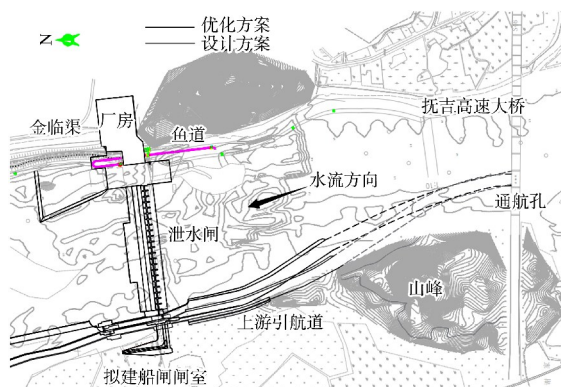 N
优化方案
设计方案
金临渠
厂房
鱼道
抚吉高速大桥
水流方向
通航孔
泄水闸
山峰
上游引航道
拟建船闸闸室